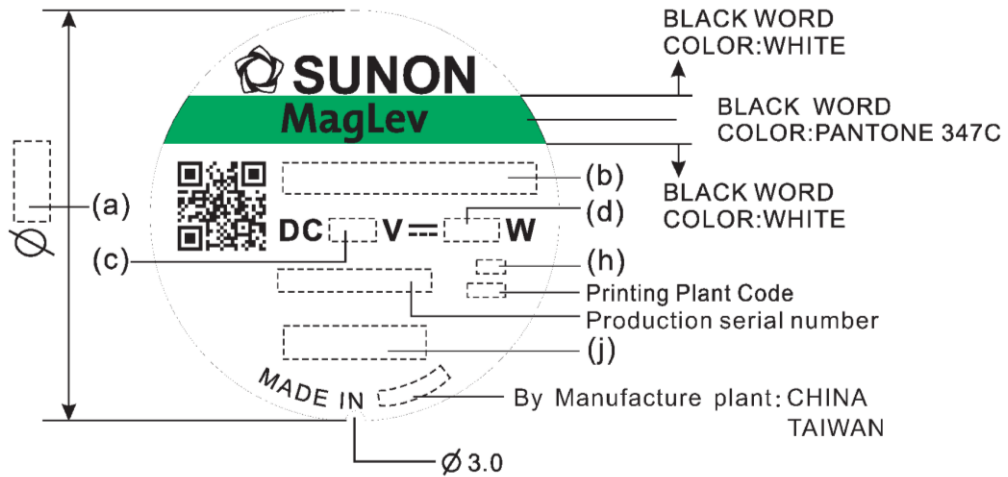 BLACK WORD
COLOR:WHITE
SUNON
MagLev
BLACK WORD
COLOR:PANTONE 347C
(a)
(b)
BLACK WORD
COLOR:WHITE
(d)
DC V W
Ø
(c)
(h)
Printing Plant Code
Production serial number
(j)
MADE IN
By Manufacture plant: CHINA
TAIWAN
Ø 3.0